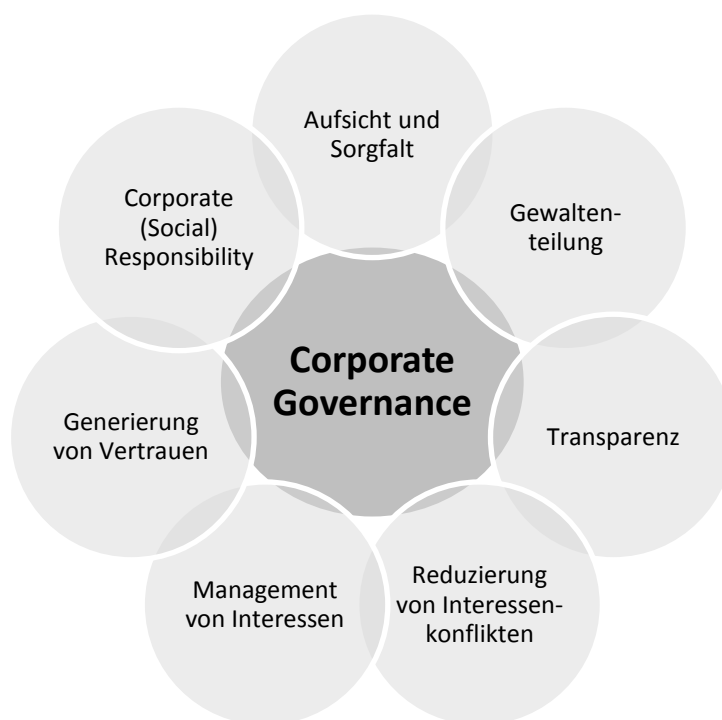 Aufsicht und
Sorgfalt
Gewalten-
teilung
Transparenz
Reduzierung
von Interessen-
konflikten
Management
von Interessen
Generierung
von Vertrauen
Corporate
(Social)
Responsibility
Corporate
Governance